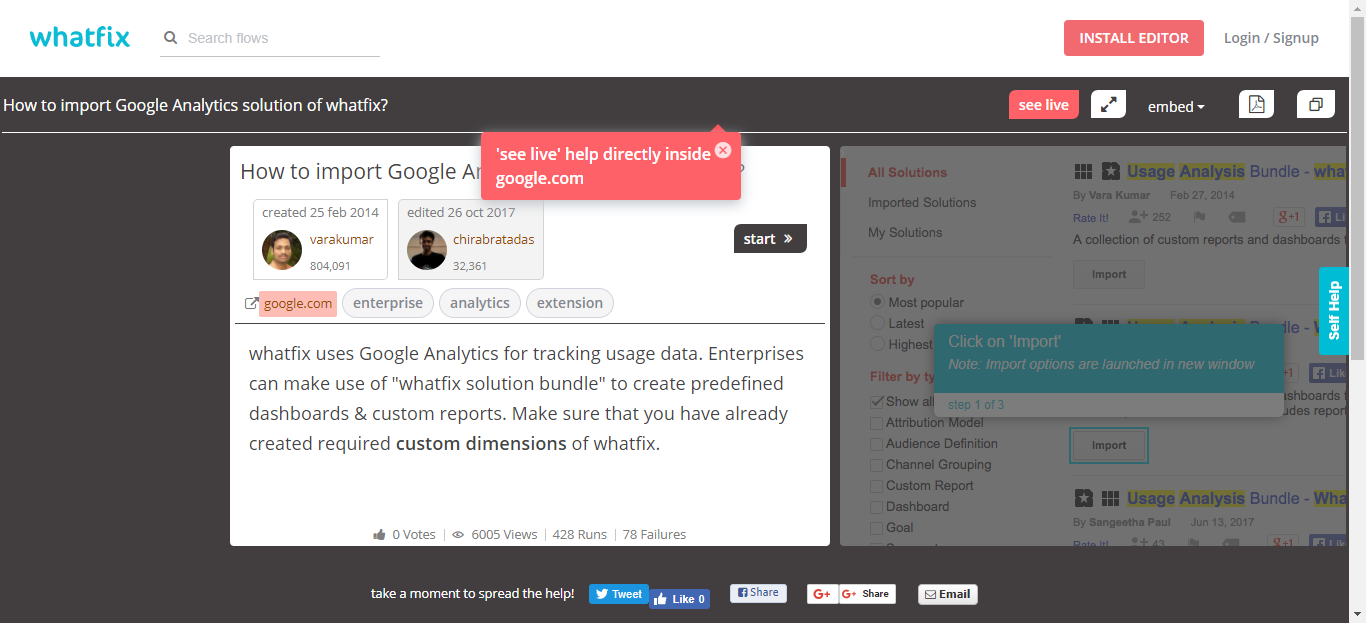 whatfix
Search flows
INSTALL EDITOR
Login / Signup
How to import Google Analytics solution of whatfix?
see live
embed
'see live' help directly inside
google.com
How to import Google An
?
created 25 feb 2014
varakumar
804,091
edited 26 oct 2017
chirabratadas
32,361
start »
google.com
enterprise
analytics
extension
whatfix uses Google Analytics for tracking usage data. Enterprises
can make use of "whatfix solution bundle" to create predefined
dashboards & custom reports. Make sure that you have already
created required custom dimensions of whatfix.
0 Votes | 6005 Views | 428 Runs | 78 Failures
All Solutions
Imported Solutions
My Solutions
Sort by
Most popular
Latest
Highest
Filter by ty
Show all
Attribution Model
Audience Definition
Channel Grouping
Custom Report
Dashboard
Goal
Usage Analysis Bundle - wha
By Vara Kumar Feb 27, 2014
Rate It! 252 g+1 Li
A collection of custom reports and dashboards f
Import
Click on 'Import'
Note: Import options are launched in new window
step 1 of 3
Import
Usage Analysis Bundle - Wha
By Sangeetha Paul Jun 13, 2017
Rate It! 43 g+1 Lik
Self Help
take a moment to spread the help!
Tweet
Like 0
Share
G+
G+ Share
Email